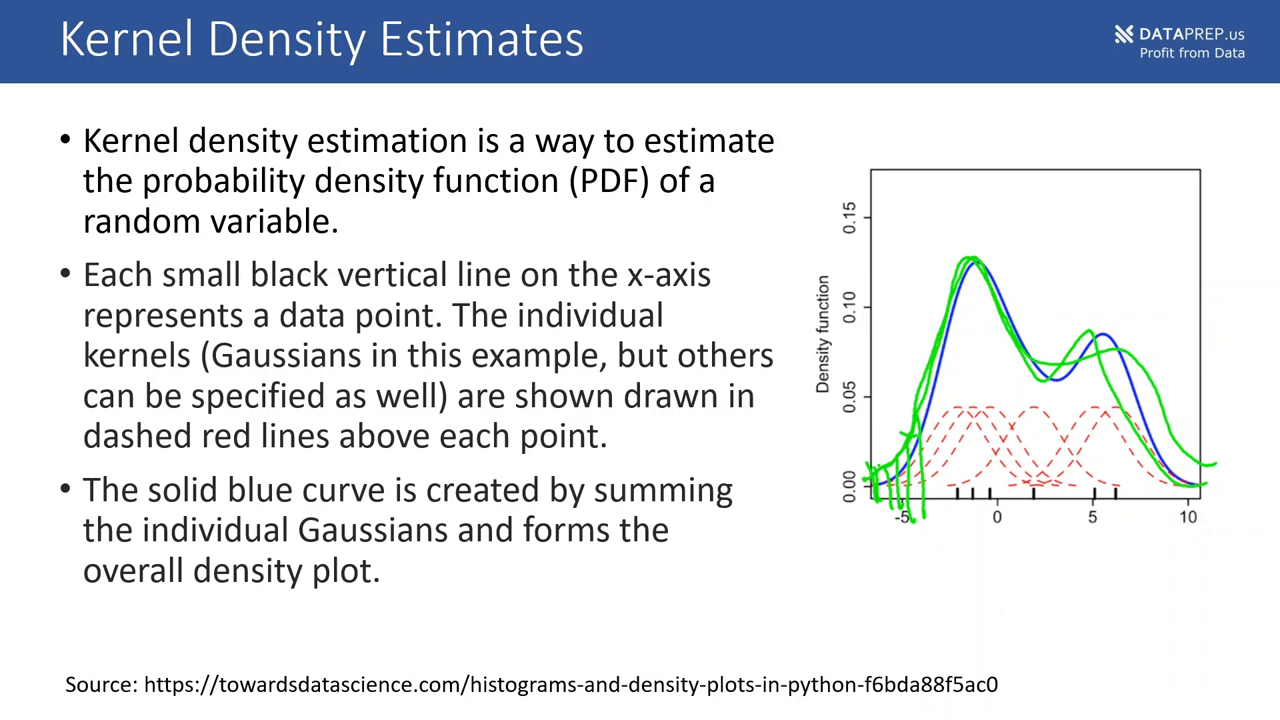 Kernel Density Estimates
DATAPREP.us
Profit from Data
• Kernel density estimation is a way to estimate
the probability density function (PDF) of a
random variable.
• Each small black vertical line on the x-axis
represents a data point. The individual
kernels (Gaussians in this example, but others
can be specified as well) are shown drawn in
dashed red lines above each point.
• The solid blue curve is created by summing
the individual Gaussians and forms the
overall density plot.
Density function
0.15
0.10
0.05
0.00
-5 0 5 10
Source: https://towardsdatascience.com/histograms-and-density-plots-in-python-f6bda88f5ac0